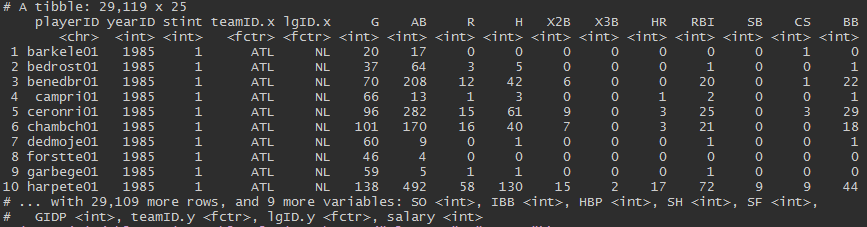 # A tibble: 29,119 x 25
playerID yearID stint teamID.x lgID.x G AB R H X2B X3B HR RBI SB CS BB
<chr> <int> <int> <fctr> <fctr> <int> <int> <int> <int> <int> <int> <int> <int> <int> <int> <int>
1 barkele01 1985 1 ATL NL 20 17 0 0 0 0 0 0 0 1 0
2 bedrost01 1985 1 ATL NL 37 64 3 5 0 0 0 1 0 0 1
3 benedbr01 1985 1 ATL NL 70 208 12 42 6 0 0 20 0 1 22
4 campri01 1985 1 ATL NL 66 13 1 3 0 0 1 2 0 0 1
5 ceronri01 1985 1 ATL NL 96 282 15 61 9 0 3 25 0 3 29
6 chambch01 1985 1 ATL NL 101 170 16 40 7 0 3 21 0 0 18
7 dedmoje01 1985 1 ATL NL 60 9 0 1 0 0 0 1 0 0 1
8 forstte01 1985 1 ATL NL 46 4 0 0 0 0 0 0 0 0 0
9 garbege01 1985 1 ATL NL 59 5 1 1 0 0 0 1 0 0 0
10 harpete01 1985 1 ATL NL 138 492 58 130 15 2 17 72 9 9 44
# ... with 29,109 more rows, and 9 more variables: SO <int>, IBB <int>, HBP <int>, SH <int>, SF <int>,
# GIDP <int>, teamID.y <fctr>, lgID.y <fctr>, salary <int>